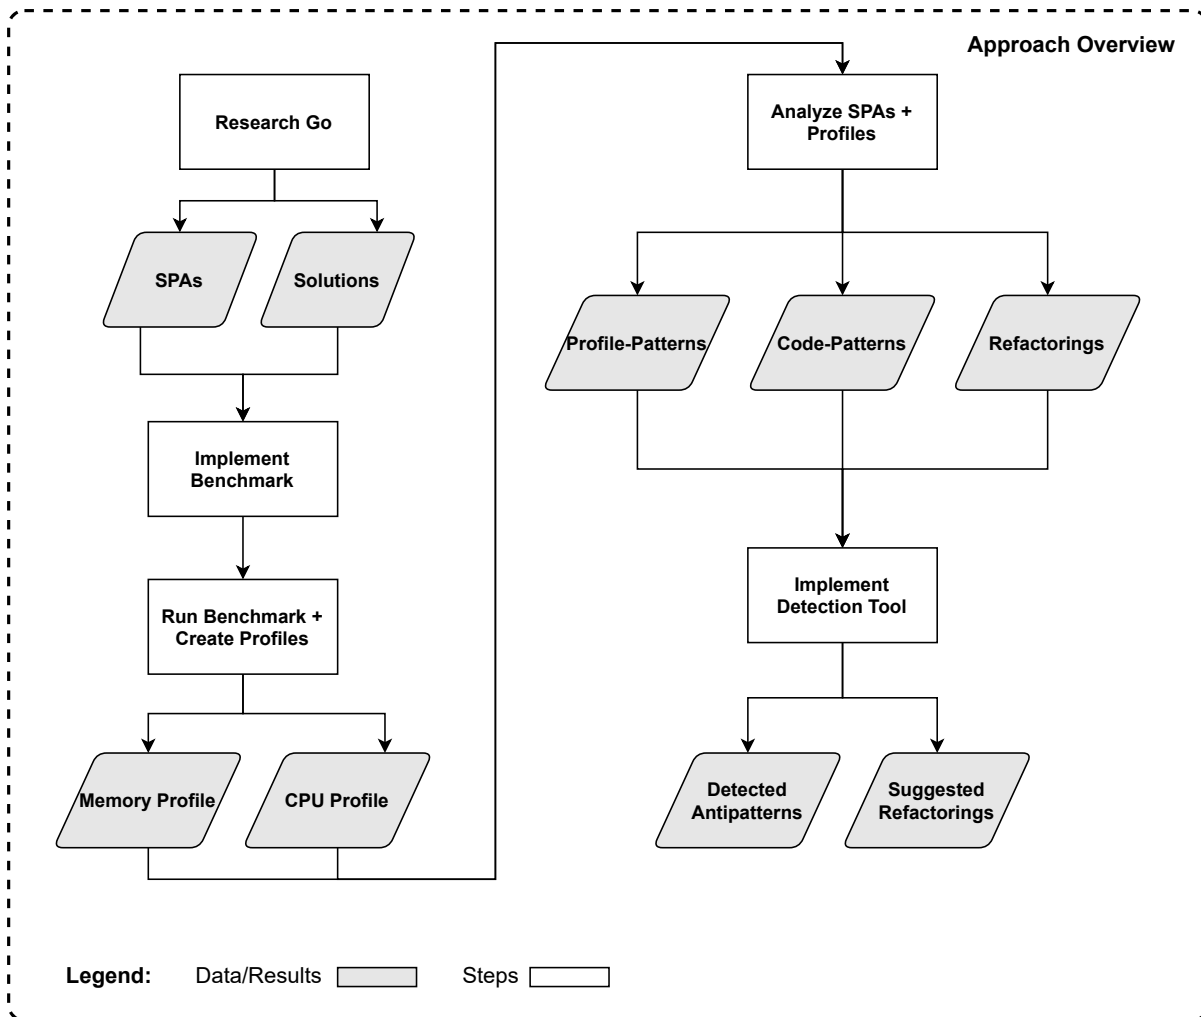 Approach Overview
Research Go
SPAs
Solutions
Implement
Benchmark
Run Benchmark +
Create Profiles
Memory Profile
CPU Profile
Analyze SPAs +
Profiles
Profile-Patterns
Code-Patterns
Refactorings
Implement
Detection Tool
Detected
Antipatterns
Suggested
Refactorings
Legend: Data/Results Steps